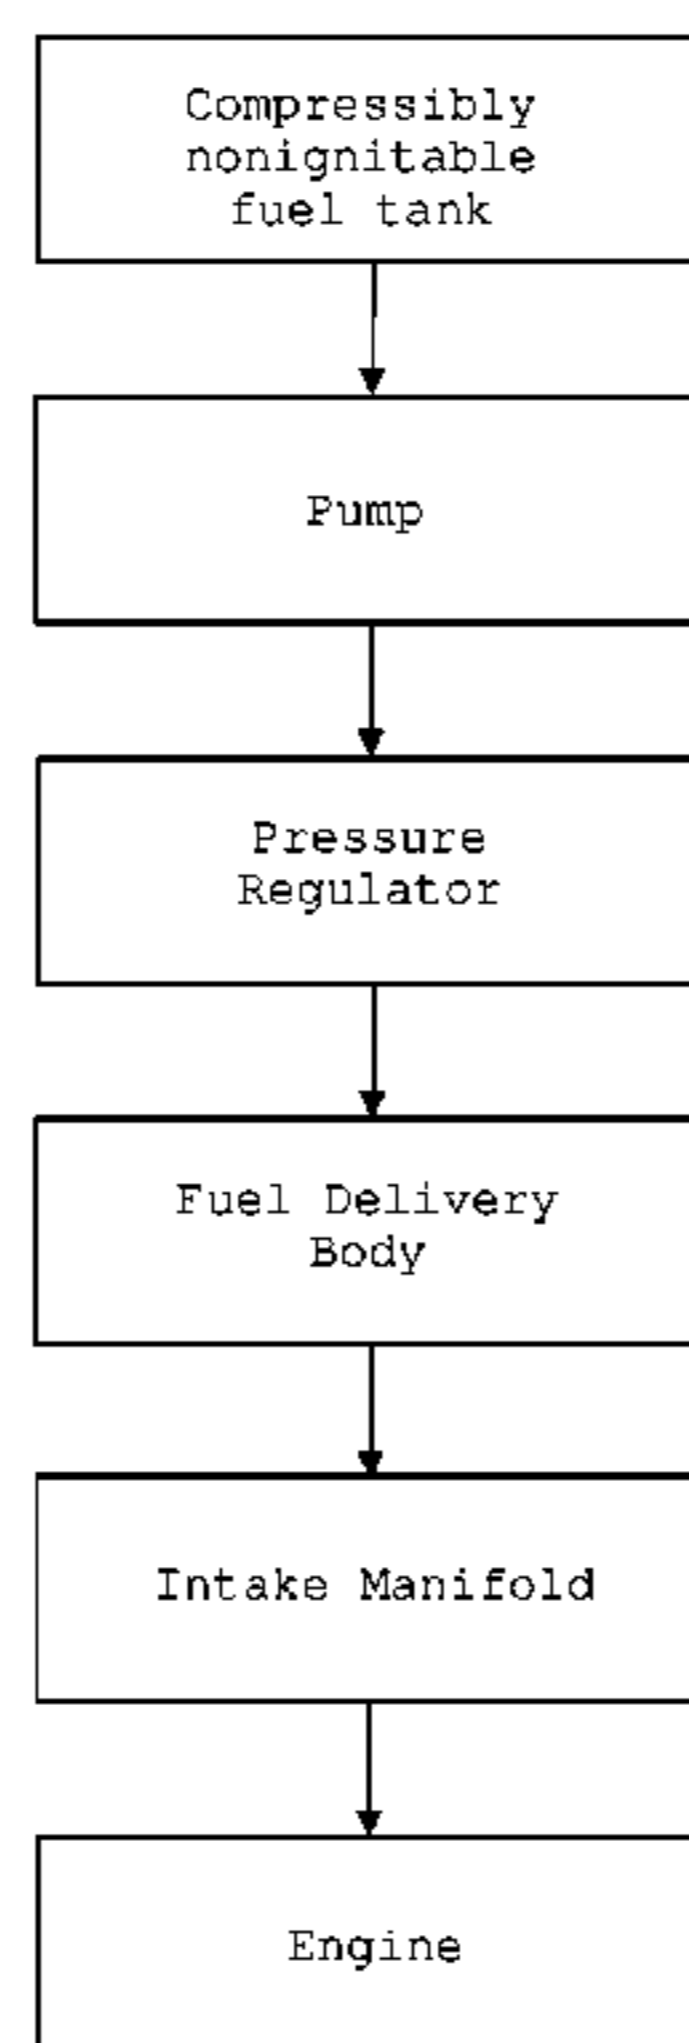 Compressibly
nonignitable
fuel tank
Pump
Pressure
Regulator
Fuel Delivery
Body
Intake Manifold
Engine